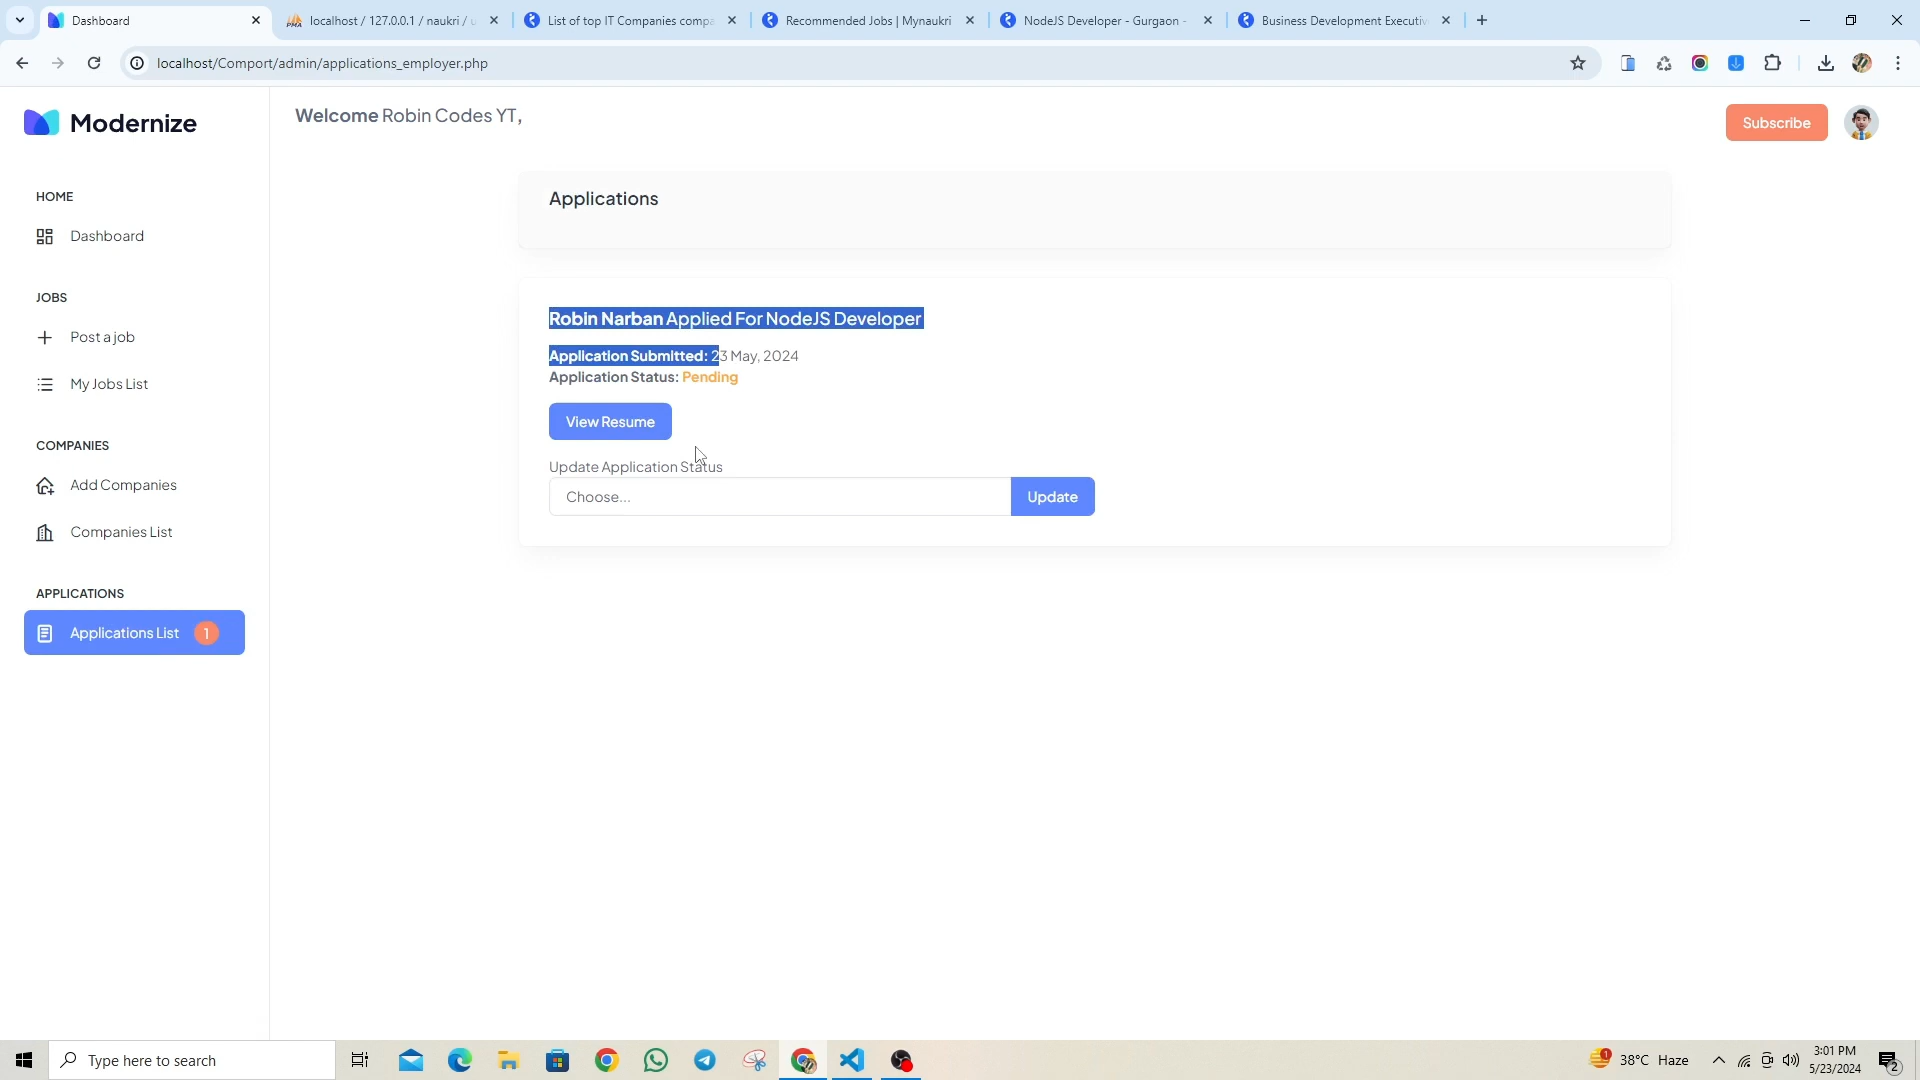 Dashboard
localhost / 127.0.0.1 / naukri / u
List of top IT Companies compa
Recommended Jobs | Mynaukri
NodeJS Developer - Gurgaon -
Business Development Executiv
localhost/Comport/admin/applications_employer.php
Modernize
Welcome Robin Codes YT,
Subscribe
HOME
Dashboard
JOBS
Post a job
My Jobs List
COMPANIES
Add Companies
Companies List
APPLICATIONS
Applications List 1
Applications
Robin Narban Applied For NodeJS Developer
Application Submitted: 23 May, 2024
Application Status: Pending
View Resume
Update Application Status
Choose...
Update
Type here to search
1
38°C Haze
3:01 PM
5/23/2024
2